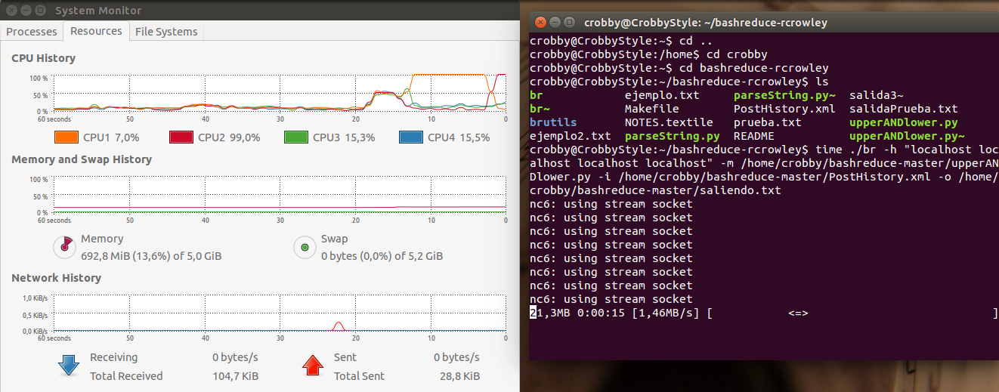 System Monitor
Processes Resources File Systems
CPU History
100 %
50 %
0 %
60 seconds 50 40 30 20 10 0
CPU1 7,0% CPU2 99,0% CPU3 15,3% CPU4 15,5%
Memory and Swap History
100 %
50 %
0 %
60 seconds 50 40 30 20 10 0
Memory Swap
692,8 MiB (13,6%) of 5,0 GiB 0 bytes (0,0%) of 5,2 GiB
Network History
1,0 KiB/s
0,5 KiB/s
0,0 KiB/s
60 seconds 50 40 30 20 10 0
Receiving 0 bytes/s Sent 0 bytes/s
Total Received 104,7 KiB Total Sent 28,8 KiB
crobby@CrobbyStyle: ~/bashreduce-rcrowley
crobby@CrobbyStyle:~$ cd ..
crobby@CrobbyStyle:/home$ cd crobby
crobby@CrobbyStyle:~$ cd bashreduce-rcrowley
crobby@CrobbyStyle:~/bashreduce-rcrowley$ ls
br ejemplo.txt parseString.py~ salida3~
br~ Makefile PostHistory.xml salidaPrueba.txt
brutils NOTES.textile prueba.txt upperANDlower.py
ejemplo2.txt parseString.py README upperANDlower.py~
crobby@CrobbyStyle:~/bashreduce-rcrowley$ time ./br -h "localhost loc
alhost localhost localhost" -m /home/crobby/bashreduce-master/upperAN
Dlower.py -i /home/crobby/bashreduce-master/PostHistory.xml -o /home/
crobby/bashreduce-master/saliendo.txt
nc6: using stream socket
nc6: using stream socket
nc6: using stream socket
nc6: using stream socket
nc6: using stream socket
nc6: using stream socket
nc6: using stream socket
nc6: using stream socket
21,3MB 0:00:15 [1,46MB/s] [ <=> ]